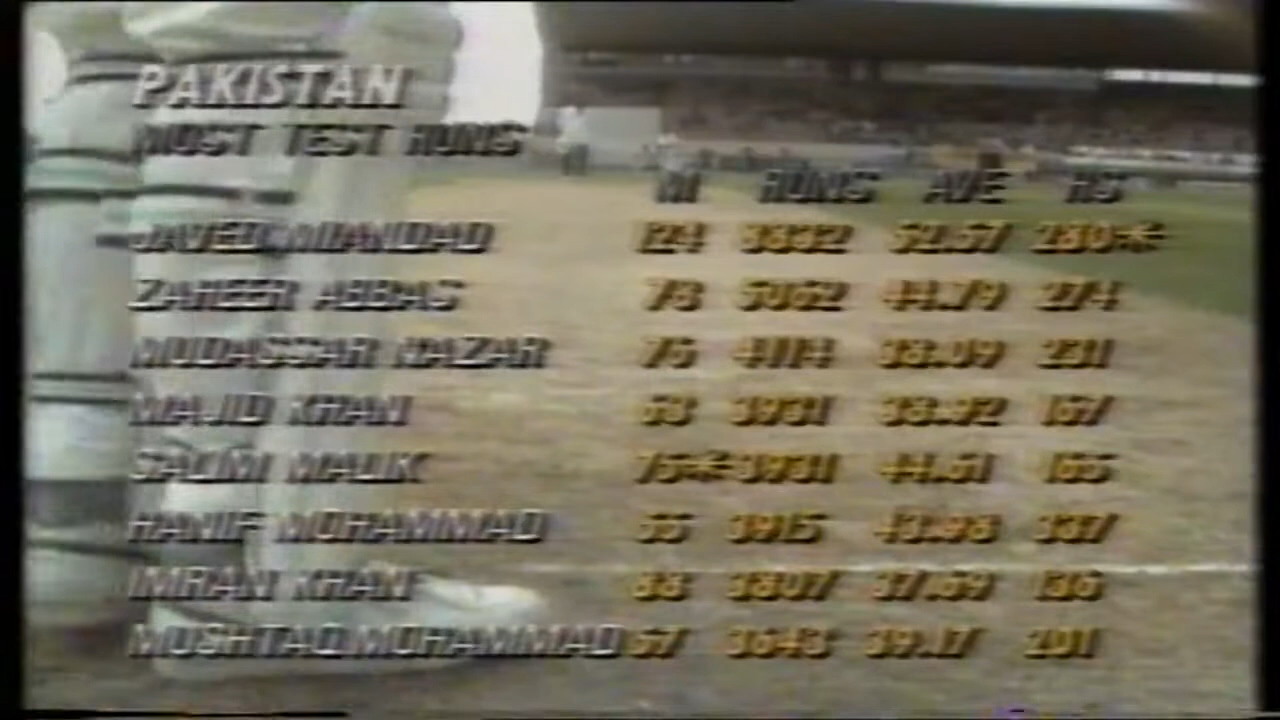 PAKISTAN
MOST TEST RUNS
M RUNS AVE HS
JAVED MIANDAD 124 8832 52.57 280*
ZAHEER ABBAS 78 5062 44.79 274
MUDASSAR NAZAR 76 4114 38.09 231
MAJID KHAN 63 3931 38.92 167
SALIM MALIK 75* 3931 44.61 165
HANIF MOHAMMAD 55 3915 43.98 337
IMRAN KHAN 88 3807 37.69 136
MUSHTAQ MOHAMMAD 57 3643 39.17 201